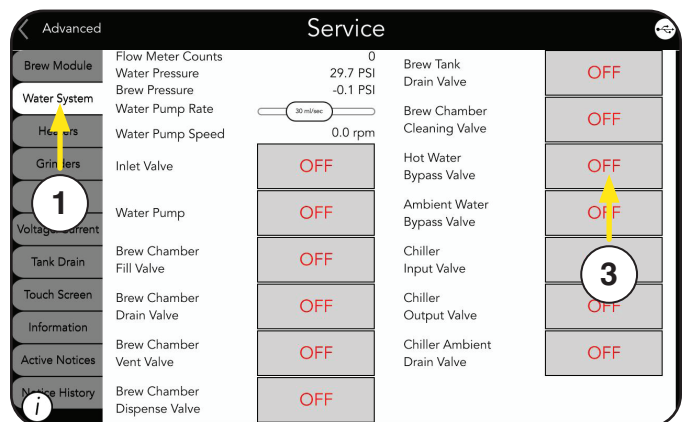 Advanced
Service
Brew Module
Water System
Heaters
Grinders
1
Voltage/Current
Tank Drain
Touch Screen
Information
Active Notices
Notice History
i
Flow Meter Counts 0
Water Pressure 29.7 PSI
Brew Pressure -0.1 PSI
Water Pump Rate 30 ml/sec
Water Pump Speed 0.0 rpm
Inlet Valve OFF
Water Pump OFF
Brew Chamber
Fill Valve OFF
Brew Chamber
Drain Valve OFF
Brew Chamber
Vent Valve OFF
Brew Chamber
Dispense Valve OFF
Brew Tank
Drain Valve OFF
Brew Chamber
Cleaning Valve OFF
Hot Water
Bypass Valve OFF
Ambient Water
Bypass Valve OFF
Chiller
Input Valve
3
Chiller
Output Valve OFF
Chiller Ambient
Drain Valve OFF